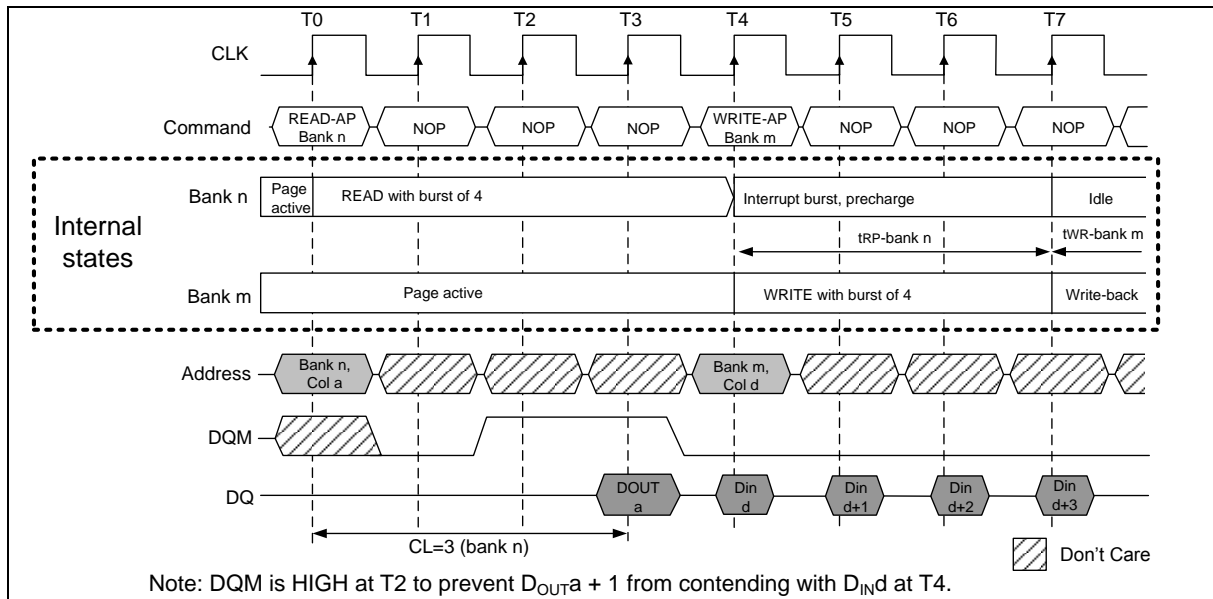 T0 T1 T2 T3 T4 T5 T6 T7
CLK
Command
READ-AP
Bank n
NOP
NOP
NOP
WRITE-AP
Bank m
NOP
NOP
NOP
Internal
states
Bank n
Page
active
READ with burst of 4
Interrupt burst, precharge
Idle
tRP-bank n
tWR-bank m
Bank m
Page active
WRITE with burst of 4
Write-back
Address
Bank n,
Col a
Bank m,
Col d
DQM
DQ
DOUT
a
Din
d
Din
d+1
Din
d+2
Din
d+3
CL=3 (bank n)
Don't Care
Note: DQM is HIGH at T2 to prevent DOUTa + 1 from contending with DINd at T4.